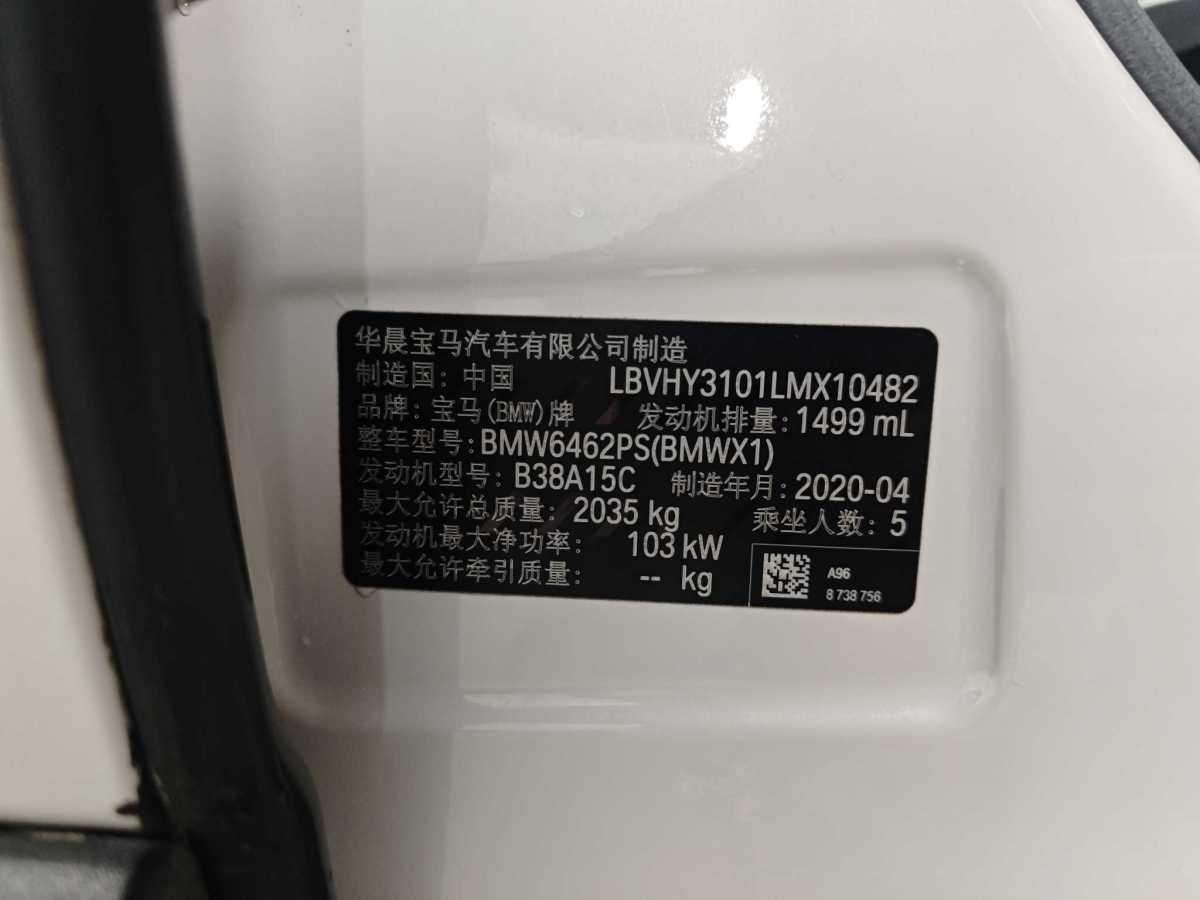 华晨宝马汽车有限公司制造
制造国：中国 LBVHY3101LMX10482
品牌：宝马(BMW)牌 发动机排量：1499 mL
整车型号：BMW6462PS(BMWX1)
发动机型号：B38A15C 制造年月：2020-04
最大允许总质量：2035 kg 乘坐人数：5
发动机最大净功率：103 kW
最大允许牵引质量：-- kg
A96
8 738 756